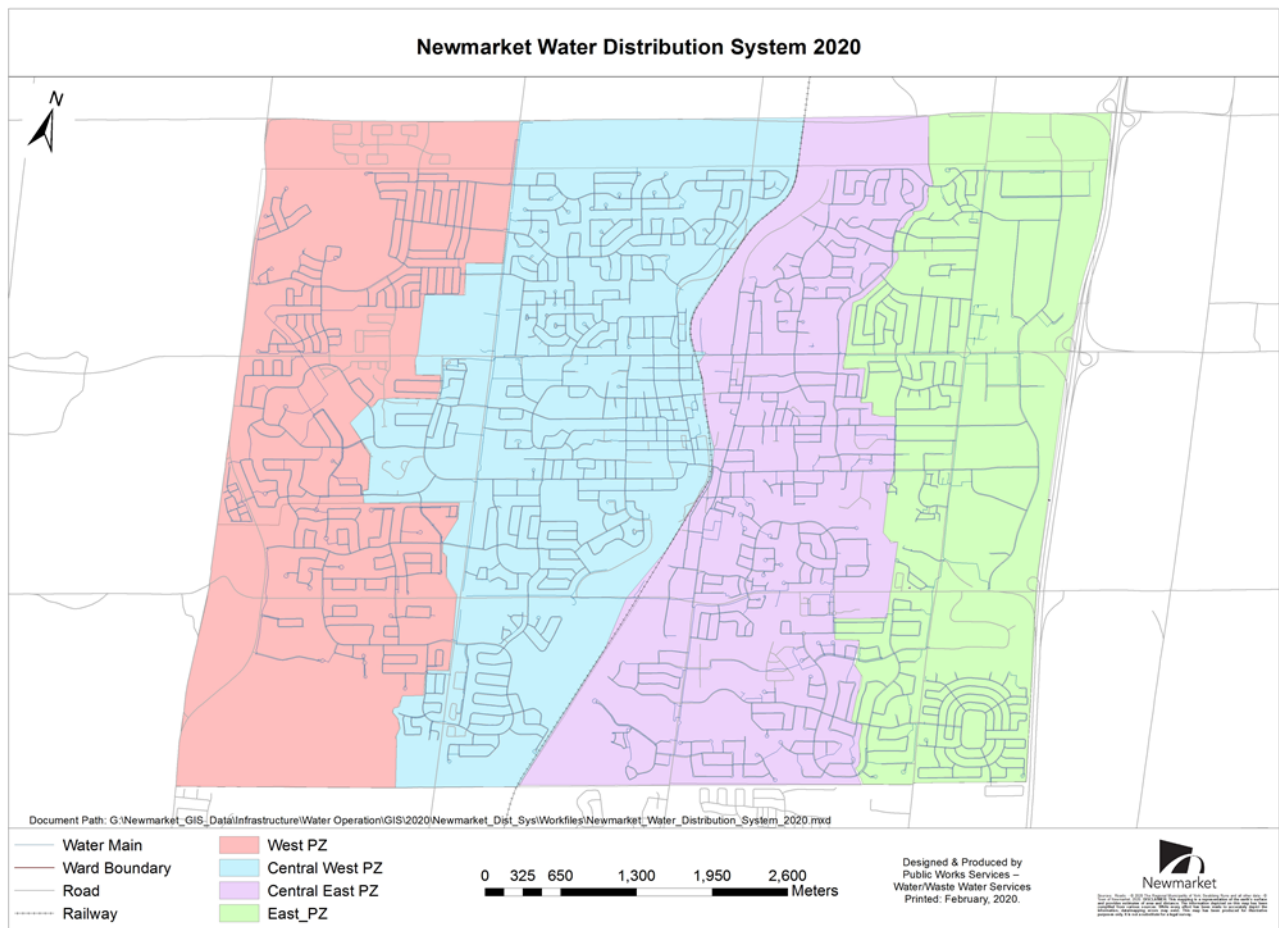 Newmarket Water Distribution System 2020
N
Document Path: G:\Newmarket_GIS_Data\Infrastructure\Water Operation\GIS\2020\Newmarket_Dist_Sys\Workfiles\Newmarket_Water_Distribution_System_2020.mxd
Water Main
Ward Boundary
Road
Railway
West PZ
Central West PZ
Central East PZ
East_PZ
0 325 650 1,300 1,950 2,600
Meters
Designed & Produced by
Public Works Services –
Water/Waste Water Services
Printed: February, 2020.
Newmarket